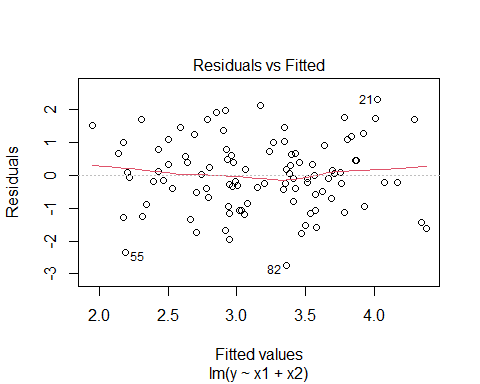 Residuals vs Fitted
Residuals
2
1
0
-1
-2
-3
21
55
82
2.0 2.5 3.0 3.5 4.0
Fitted values
lm(y ~ x1 + x2)